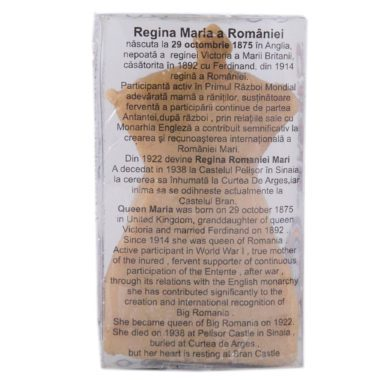 Regina Maria a României
născuta la 29 octombrie 1875 în Anglia,
nepoată a reginei Victoria a Marii Britanii,
căsătorita în 1892 cu Ferdinand, din 1914
regină a României.
Participantă activ în Primul Război Mondial
adevărată mamă a răniților, susținătoare
ferventă a participării continue de partea
Antantei,după război , prin relațiile sale cu
Monarhia Engleză a contribuit semnificativ la
crearea și recunoașterea internațională a
României Mari.
Din 1922 devine Regina Romaniei Mari
A decedat in 1938 la Castelul Pelișor în Sinaia,
la cererea sa înhumată la Curtea De Arges,iar
inima sa se odihneste actualmente la
Castelul Bran.
Queen Maria was born on 29 october 1875
in United Kingdom, granddaughter of queen
Victoria and married Ferdinand on 1892 .
Since 1914 she was queen of Romania .
Active participant in World War I , true mother
of the inured , fervent supporter of continuous
participation of the Entente , after war ,
through its relations with the English monarchy
she has contributed significantly to the
creation and international recognition of
Big Romania .
She became queen of Big Romania on 1922.
She died on 1938 at Pelisor Castle in Sinaia ,
buried at Curtea de Arges ,
but her heart is resting at Bran Castle